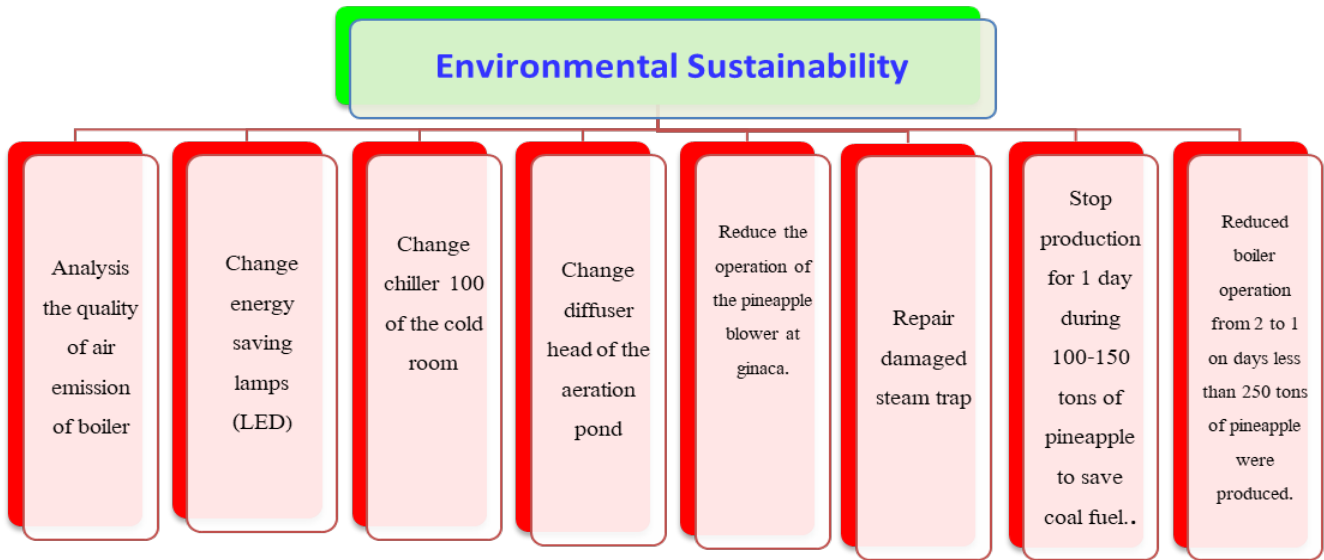 Environmental Sustainability
Analysis
the quality
of air
emission
of boiler
Change
energy
saving
lamps
(LED)
Change
chiller 100
of the cold
room
Change
diffuser
head of the
aeration
pond
Reduce the
operation of
the pineapple
blower at
ginaca.
Repair
damaged
steam trap
Stop
production
for 1 day
during
100-150
tons of
pineapple
to save
coal fuel..
Reduced
boiler
operation
from 2 to 1
on days less
than 250 tons
of pineapple
were
produced.